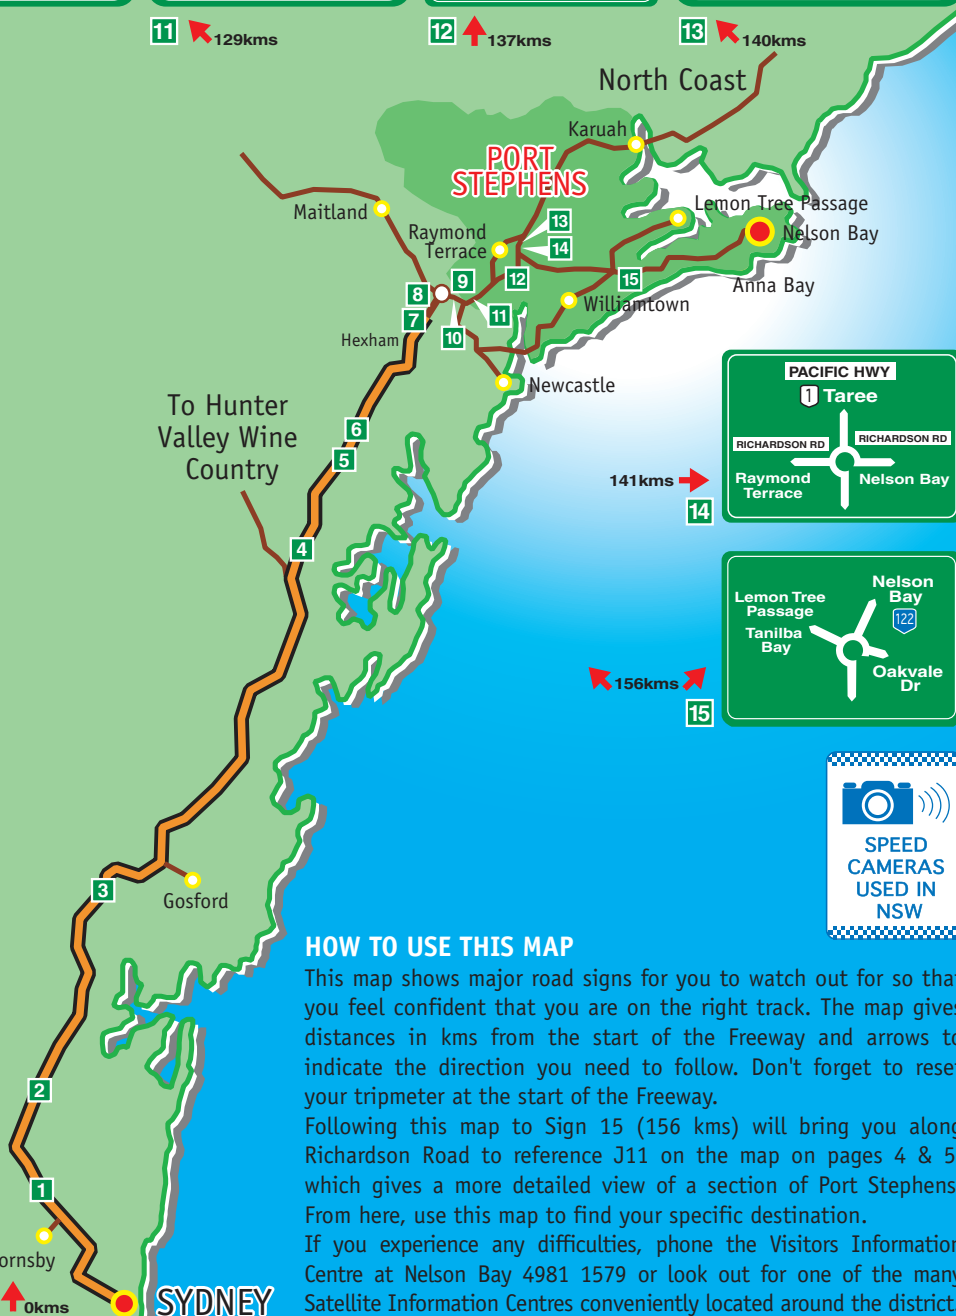 11 129kms
12 137kms
13 140kms
North Coast
Karuah
PORT
STEPHENS
Lemon Tree Passage
Maitland
Raymond
Terrace
13
14
Nelson Bay
12
15
Anna Bay
8
9
Williamtown
7
11
10
Hexham
Newcastle
PACIFIC HWY
1 Taree
RICHARDSON RD
RICHARDSON RD
Raymond
Terrace
Nelson Bay
141kms
14
To Hunter
Valley Wine
Country
6
5
4
Nelson
Bay
122
Lemon Tree
Passage
Tanilba
Bay
Oakvale
Dr
156kms
15
SPEED
CAMERAS
USED IN
NSW
3
Gosford
2
1
ornsby
0kms
SYDNEY
HOW TO USE THIS MAP
This map shows major road signs for you to watch out for so that
you feel confident that you are on the right track. The map gives
distances in kms from the start of the Freeway and arrows to
indicate the direction you need to follow. Don't forget to reset
your tripmeter at the start of the Freeway.
Following this map to Sign 15 (156 kms) will bring you along
Richardson Road to reference J11 on the map on pages 4 & 5
which gives a more detailed view of a section of Port Stephens
From here, use this map to find your specific destination.
If you experience any difficulties, phone the Visitors Information
Centre at Nelson Bay 4981 1579 or look out for one of the many
Satellite Information Centres conveniently located around the district